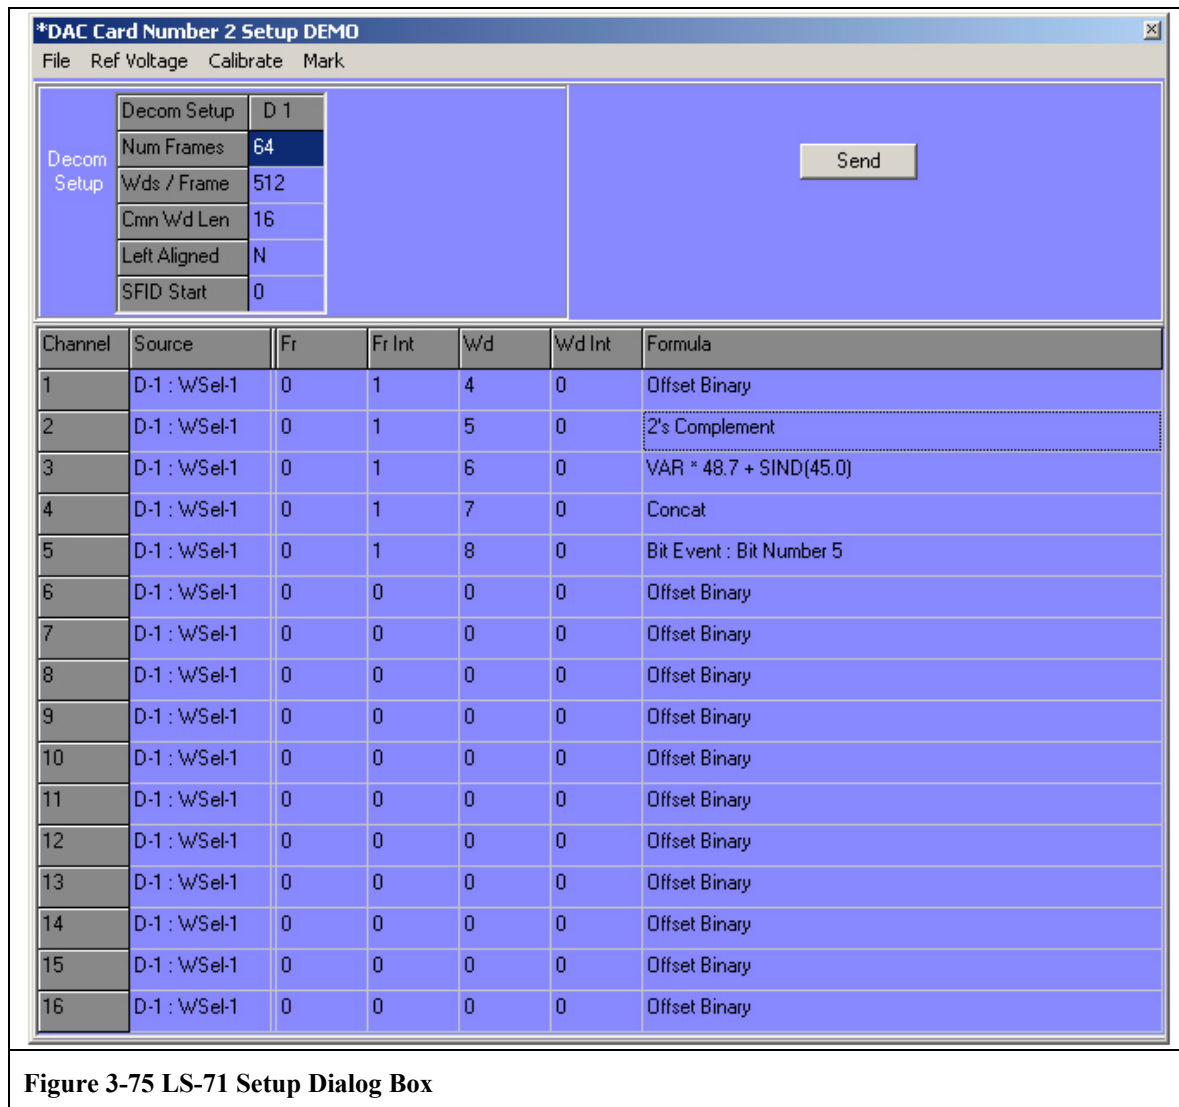 *DAC Card Number 2 Setup DEMO
File Ref Voltage Calibrate Mark
Decom Setup
Decom Setup D 1
Num Frames 64
Wds / Frame 512
Cmn Wd Len 16
Left Aligned N
SFID Start 0
Send
Channel Source Fr Fr Int Wd Wd Int Formula
1 D-1 : WSel-1 0 1 4 0 Offset Binary
2 D-1 : WSel-1 0 1 5 0 2's Complement
3 D-1 : WSel-1 0 1 6 0 VAR * 48.7 + SIND(45.0)
4 D-1 : WSel-1 0 1 7 0 Concat
5 D-1 : WSel-1 0 1 8 0 Bit Event : Bit Number 5
6 D-1 : WSel-1 0 0 0 0 Offset Binary
7 D-1 : WSel-1 0 0 0 0 Offset Binary
8 D-1 : WSel-1 0 0 0 0 Offset Binary
9 D-1 : WSel-1 0 0 0 0 Offset Binary
10 D-1 : WSel-1 0 0 0 0 Offset Binary
11 D-1 : WSel-1 0 0 0 0 Offset Binary
12 D-1 : WSel-1 0 0 0 0 Offset Binary
13 D-1 : WSel-1 0 0 0 0 Offset Binary
14 D-1 : WSel-1 0 0 0 0 Offset Binary
15 D-1 : WSel-1 0 0 0 0 Offset Binary
16 D-1 : WSel-1 0 0 0 0 Offset Binary
Figure 3-75 LS-71 Setup Dialog Box